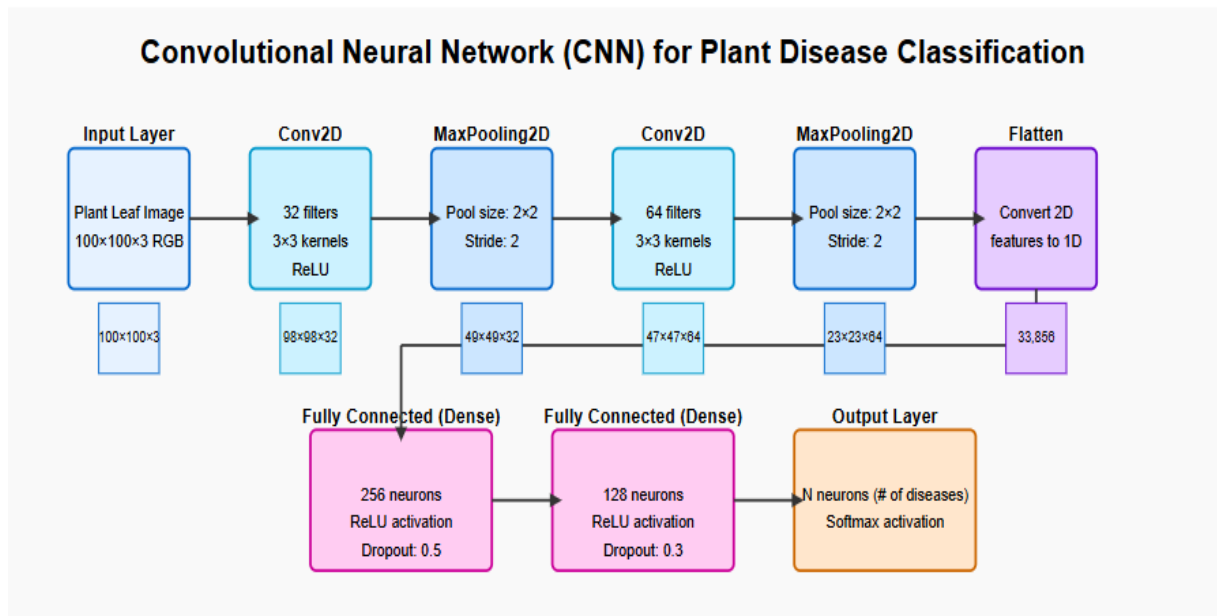 Convolutional Neural Network (CNN) for Plant Disease Classification
Input Layer
Plant Leaf Image
100×100×3 RGB
100×100×3
Conv2D
32 filters
3×3 kernels
ReLU
98×98×32
MaxPooling2D
Pool size: 2×2
Stride: 2
49×49×32
Conv2D
64 filters
3×3 kernels
ReLU
47×47×64
MaxPooling2D
Pool size: 2×2
Stride: 2
23×23×64
Flatten
Convert 2D
features to 1D
33,856
Fully Connected (Dense)
256 neurons
ReLU activation
Dropout: 0.5
Fully Connected (Dense)
128 neurons
ReLU activation
Dropout: 0.3
Output Layer
N neurons (# of diseases)
Softmax activation